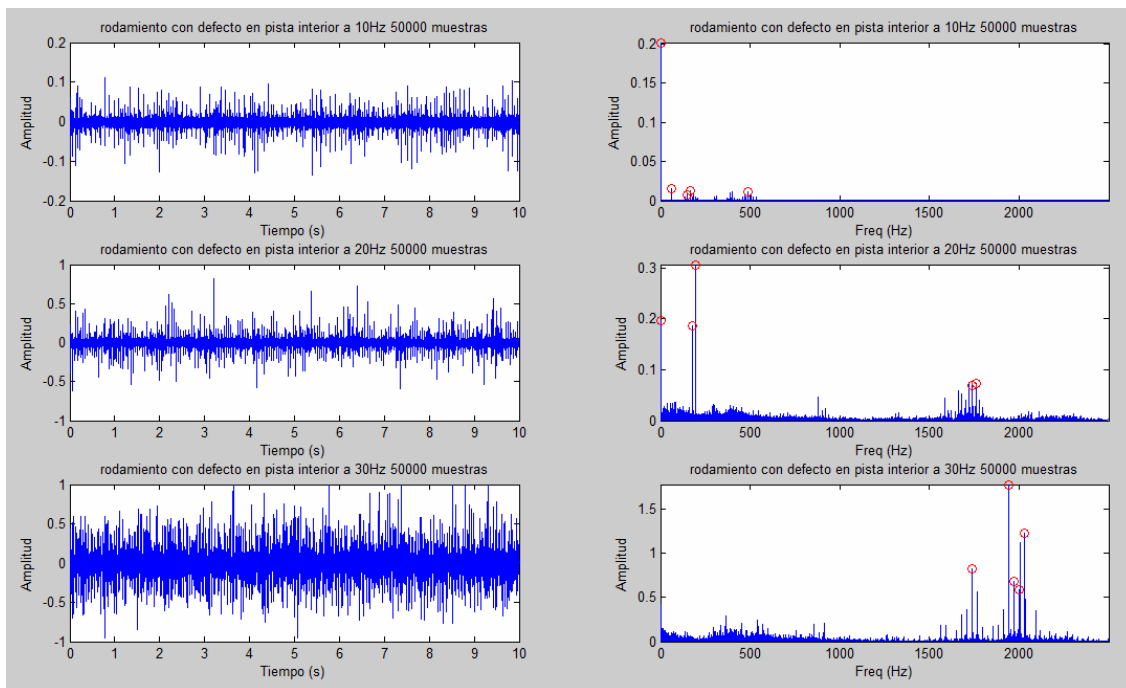 rodamiento con defecto en pista interior a 10Hz 50000 muestras
Amplitud
0.2
0.1
0
-0.1
-0.2
0 1 2 3 4 5 6 7 8 9 10
Tiempo (s)
rodamiento con defecto en pista interior a 10Hz 50000 muestras
Amplitud
0.2
0.15
0.1
0.05
0
0 500 1000 1500 2000
Freq (Hz)
rodamiento con defecto en pista interior a 20Hz 50000 muestras
Amplitud
1
0.5
0
-0.5
-1
0 1 2 3 4 5 6 7 8 9 10
Tiempo (s)
rodamiento con defecto en pista interior a 20Hz 50000 muestras
Amplitud
0.3
0.2
0.1
0
0 500 1000 1500 2000
Freq (Hz)
rodamiento con defecto en pista interior a 30Hz 50000 muestras
Amplitud
1
0.5
0
-0.5
-1
0 1 2 3 4 5 6 7 8 9 10
Tiempo (s)
rodamiento con defecto en pista interior a 30Hz 50000 muestras
Amplitud
1.5
1
0.5
0
0 500 1000 1500 2000
Freq (Hz)